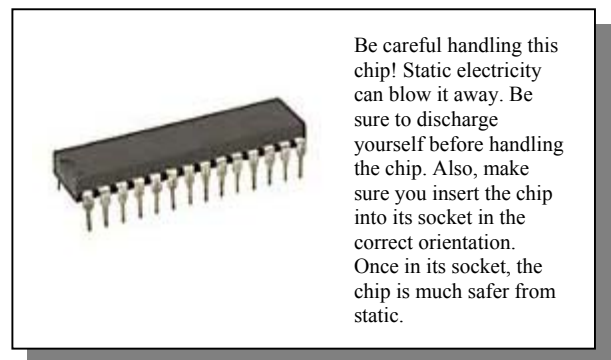 Be careful handling this
chip! Static electricity
can blow it away. Be
sure to discharge
yourself before handling
the chip. Also, make
sure you insert the chip
into its socket in the
correct orientation.
Once in its socket, the
chip is much safer from
static.